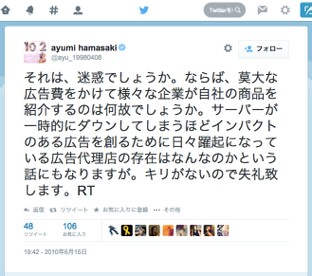 Twitterを
ayumi hamasaki
@ayu_19980408
フォロー
それは、迷惑でしょうか。ならば、莫大な
広告費をかけて様々な企業が自社の商品を
紹介するのは何故でしょうか。サーバーが
一時的にダウンしてしまうほどインパクト
のある広告を創るために日々躍起になって
いる広告代理店の存在はなんなのかという
話にもなりますが。キリがないので失礼致
します。RT
返信 リツイート お気に入りに登録 その他
48 106
リツイート お気に入り
19:42 - 2010年6月15日